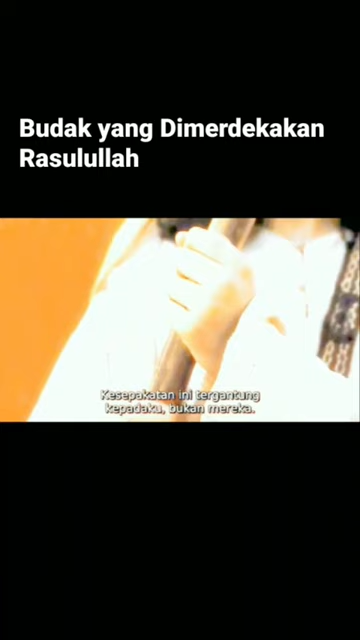 Budak yang Dimerdekakan
Rasulullah
Kesepakatan ini tergantung
kepadaku, bukan mereka.